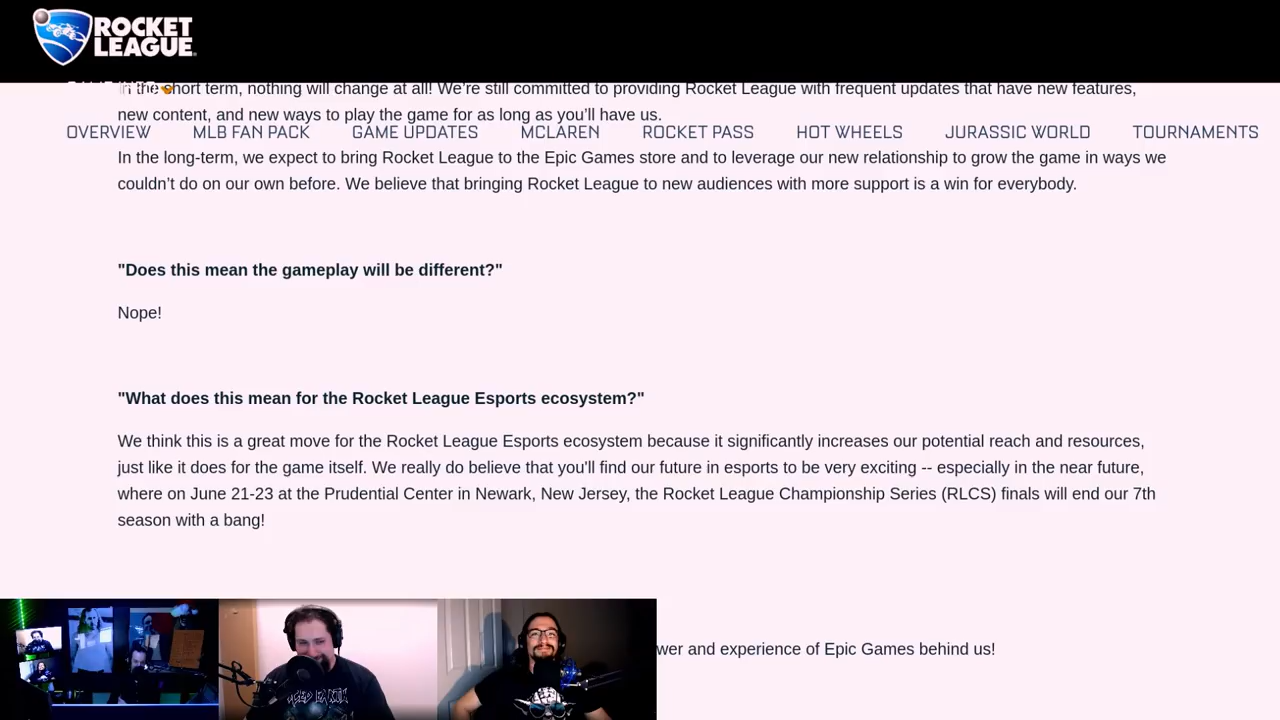 ROCKET
LEAGUE
In the short term, nothing will change at all! We’re still committed to providing Rocket League with frequent updates that have new features,
new content, and new ways to play the game for as long as you’ll have us.
OVERVIEW MLB FAN PACK GAME UPDATES MCLAREN ROCKET PASS HOT WHEELS JURASSIC WORLD TOURNAMENTS
In the long-term, we expect to bring Rocket League to the Epic Games store and to leverage our new relationship to grow the game in ways we
couldn’t do on our own before. We believe that bringing Rocket League to new audiences with more support is a win for everybody.
"Does this mean the gameplay will be different?"
Nope!
"What does this mean for the Rocket League Esports ecosystem?"
We think this is a great move for the Rocket League Esports ecosystem because it significantly increases our potential reach and resources,
just like it does for the game itself. We really do believe that you'll find our future in esports to be very exciting -- especially in the near future,
where on June 21-23 at the Prudential Center in Newark, New Jersey, the Rocket League Championship Series (RLCS) finals will end our 7th
season with a bang!
wer and experience of Epic Games behind us!
ICED EARTH